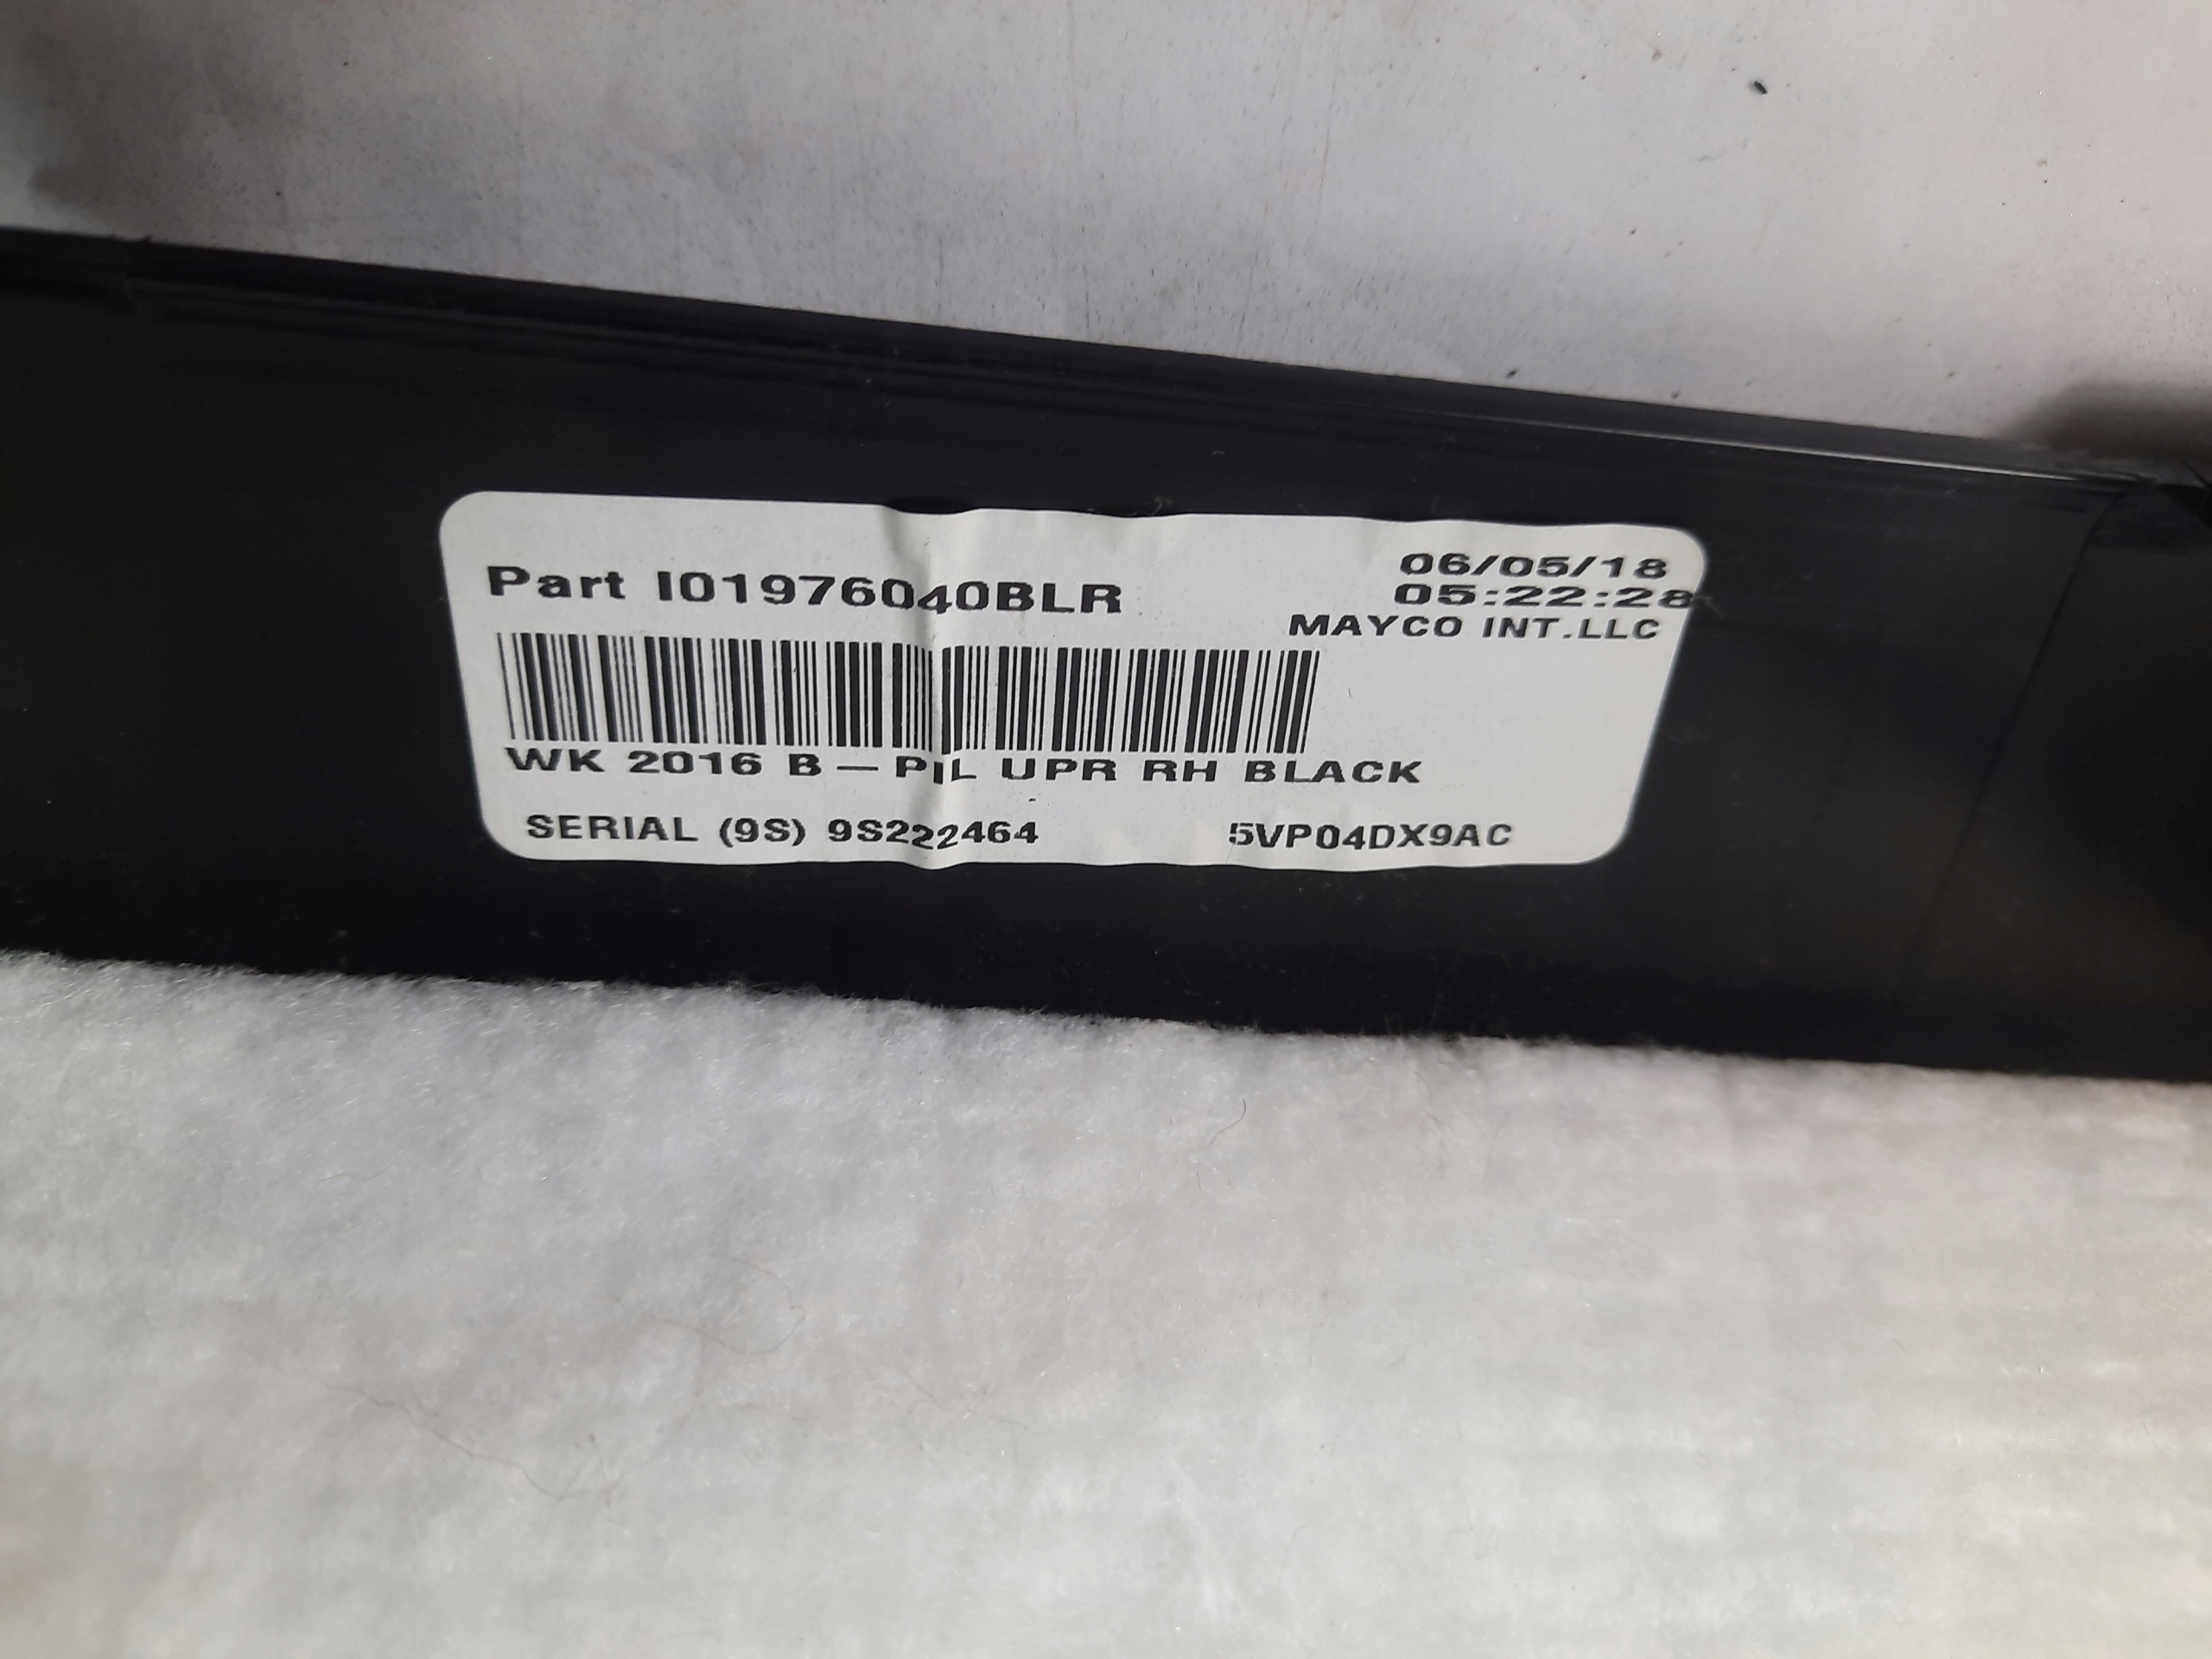 Part I01976040BLR
06/05/18
05:22:28
MAYCO INT.LLC
WK 2016 B – PIL UPR RH BLACK
SERIAL (9S) 9S222464 5VP04DX9AC